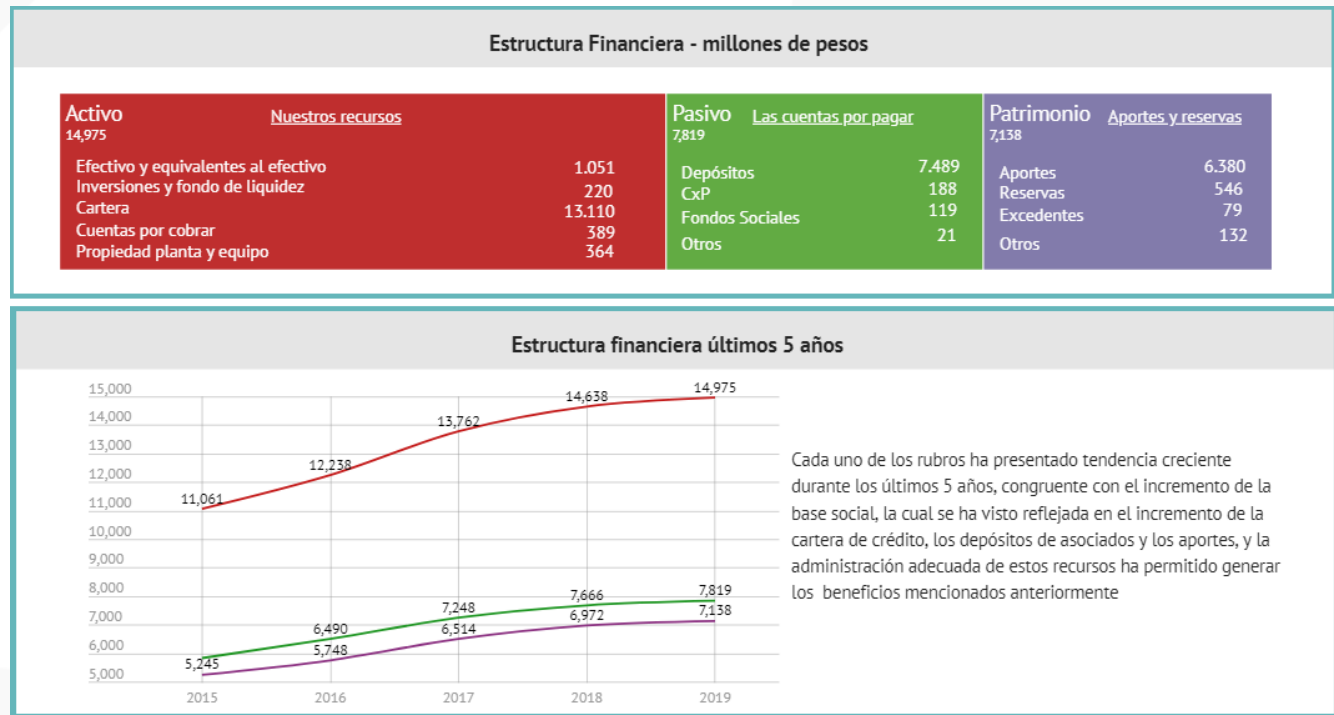 Estructura Financiera - millones de pesos
Activo Nuestros recursos
14,975
Efectivo y equivalentes al efectivo 1.051
Inversiones y fondo de liquidez 220
Cartera 13.110
Cuentas por cobrar 389
Propiedad planta y equipo 364
Pasivo Las cuentas por pagar
7,819
Depósitos 7.489
CxP 188
Fondos Sociales 119
Otros 21
Patrimonio Aportes y reservas
7,138
Aportes 6.380
Reservas 546
Excedentes 79
Otros 132
Estructura financiera últimos 5 años
15,000
14,000
13,000
12,000
11,000
10,000
9,000
8,000
7,000
6,000
5,000
11,061 12,238 13,762 14,638 14,975
6,490 7,248 7,666 7,819
5,245 5,748 6,514 6,972 7,138
2015 2016 2017 2018 2019
Cada uno de los rubros ha presentado tendencia creciente
durante los últimos 5 años, congruente con el incremento de la
base social, la cual se ha visto reflejada en el incremento de la
cartera de crédito, los depósitos de asociados y los aportes, y la
administración adecuada de estos recursos ha permitido generar
los beneficios mencionados anteriormente